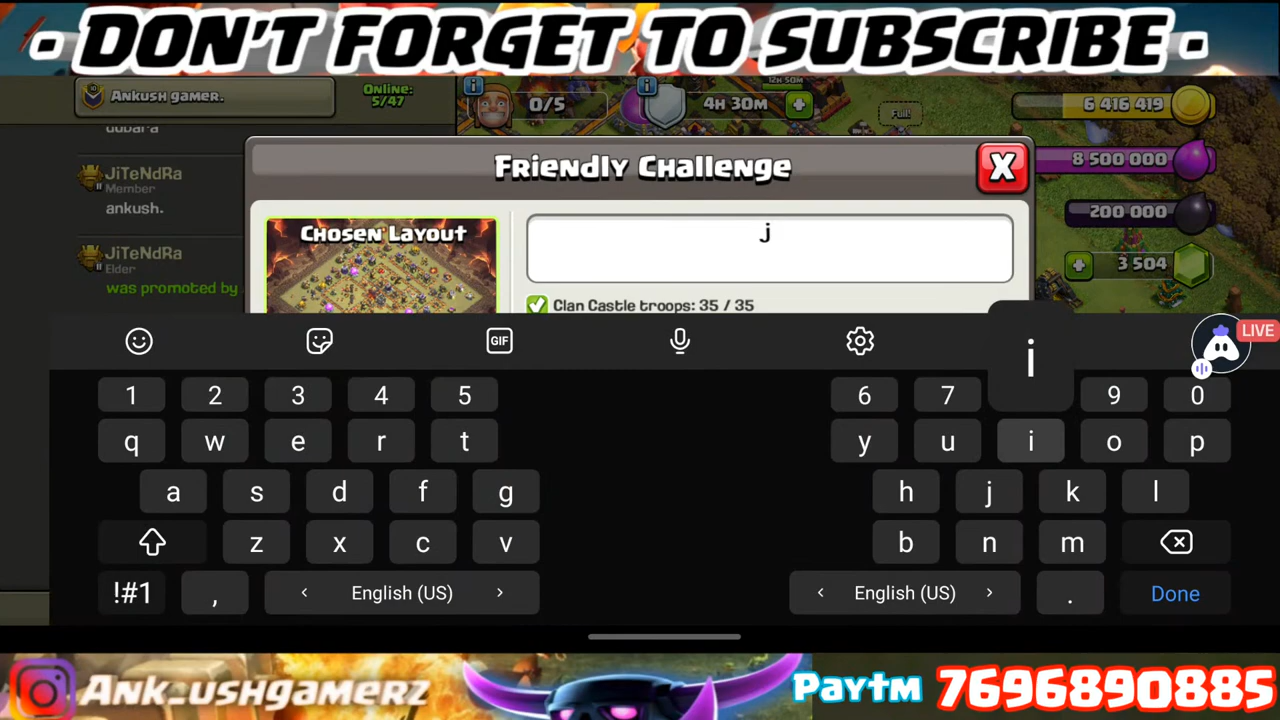 - DON'T FORGET TO SUBSCRIBE -
Ankush gamer.
Online:
5/47
0/5
12H 50M
4H 30M
Full!
6 416 419
dubara
JiTeNdRa
Member
ankush.
8 500 000
200 000
3 504
JiTeNdRa
Elder
was promoted by
Friendly Challenge
X
Chosen Layout
j
Clan Castle troops: 35 / 35
GIF
i
LIVE
1 2 3 4 5 6 7 9 0
q w e r t y u i o p
a s d f g h j k l
z x c v b n m
!#1 , < English (US) > < English (US) > . Done
Ank_ushgamerz
Paytm 7696890885